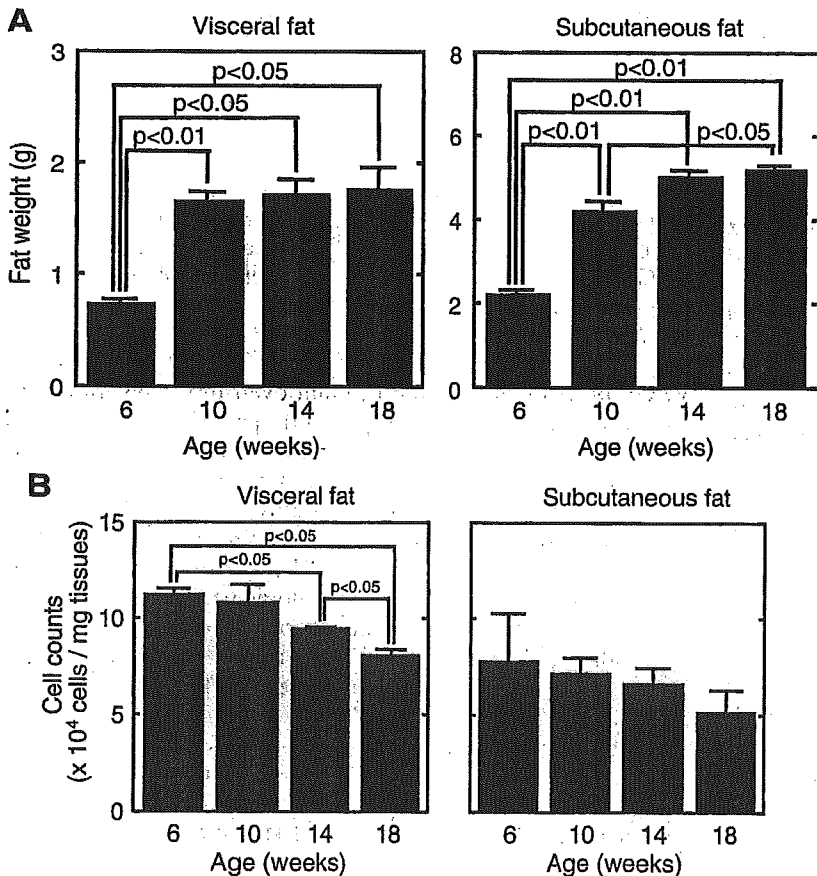 A
Visceral fat
Subcutaneous fat
Fat weight (g)
3
2
1
0
p<0.05
p<0.05
p<0.01
6 10 14 18
Age (weeks)
8
6
4
2
0
p<0.01
p<0.01
p<0.01
p<0.05
6 10 14 18
Age (weeks)
B
Visceral fat
Subcutaneous fat
Cell counts
(x 10⁴ cells / mg tissues)
15
10
5
0
p<0.05
p<0.05
p<0.05
6 10 14 18
Age (weeks)
6 10 14 18
Age (weeks)